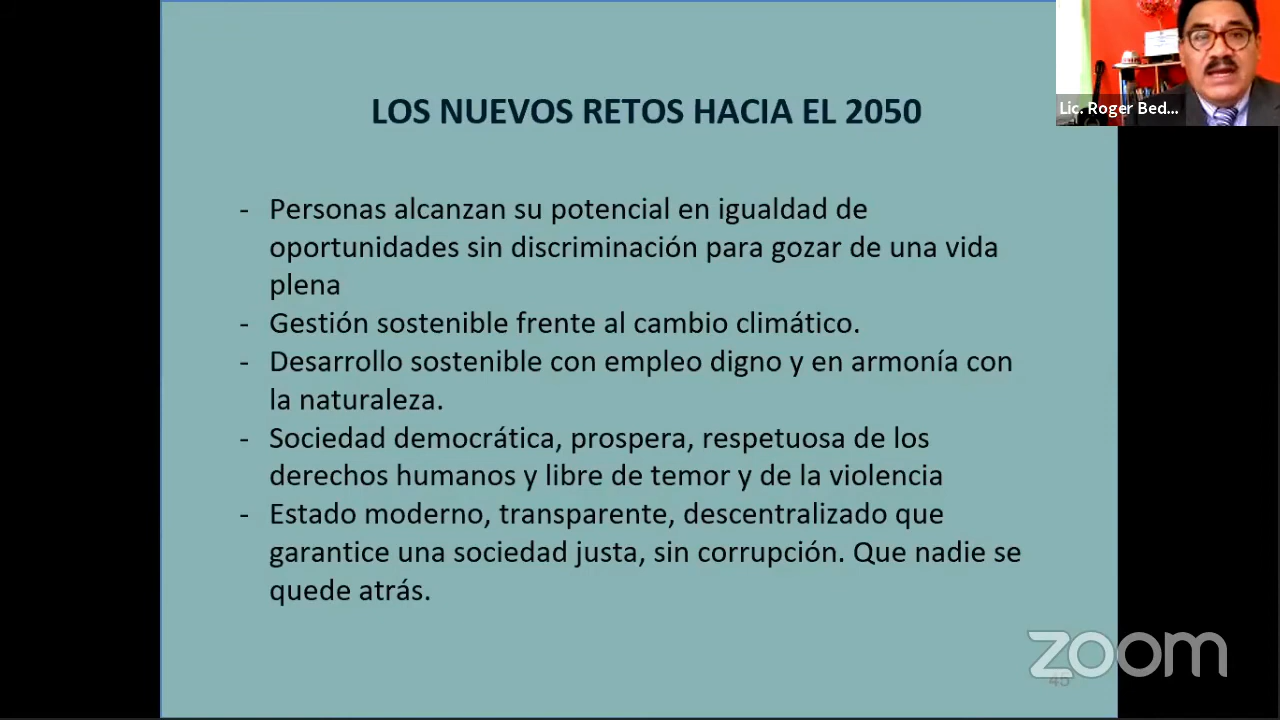 LOS NUEVOS RETOS HACIA EL 2050
Lic. Roger Bed...
- Personas alcanzan su potencial en igualdad de
oportunidades sin discriminación para gozar de una vida
plena
- Gestión sostenible frente al cambio climático.
- Desarrollo sostenible con empleo digno y en armonía con
la naturaleza.
- Sociedad democrática, prospera, respetuosa de los
derechos humanos y libre de temor y de la violencia
- Estado moderno, transparente, descentralizado que
garantice una sociedad justa, sin corrupción. Que nadie se
quede atrás.
zoom
45